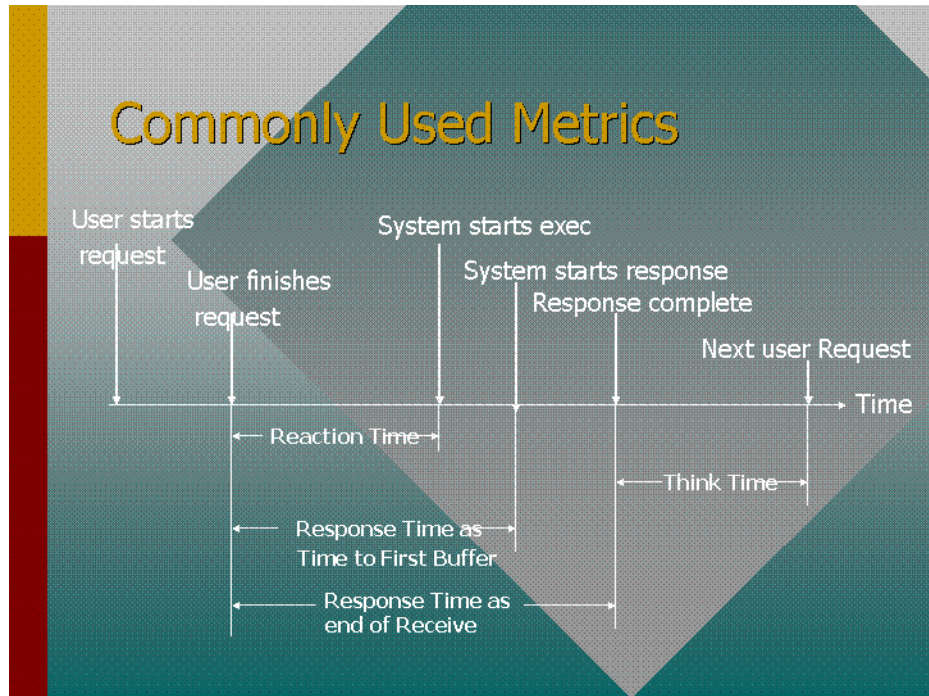 Commonly Used Metrics
User starts
request
User finishes
request
System starts exec
System starts response
Response complete
Next user Request
Time
Reaction Time
Think Time
Response Time as
Time to First Buffer
Response Time as
end of Receive